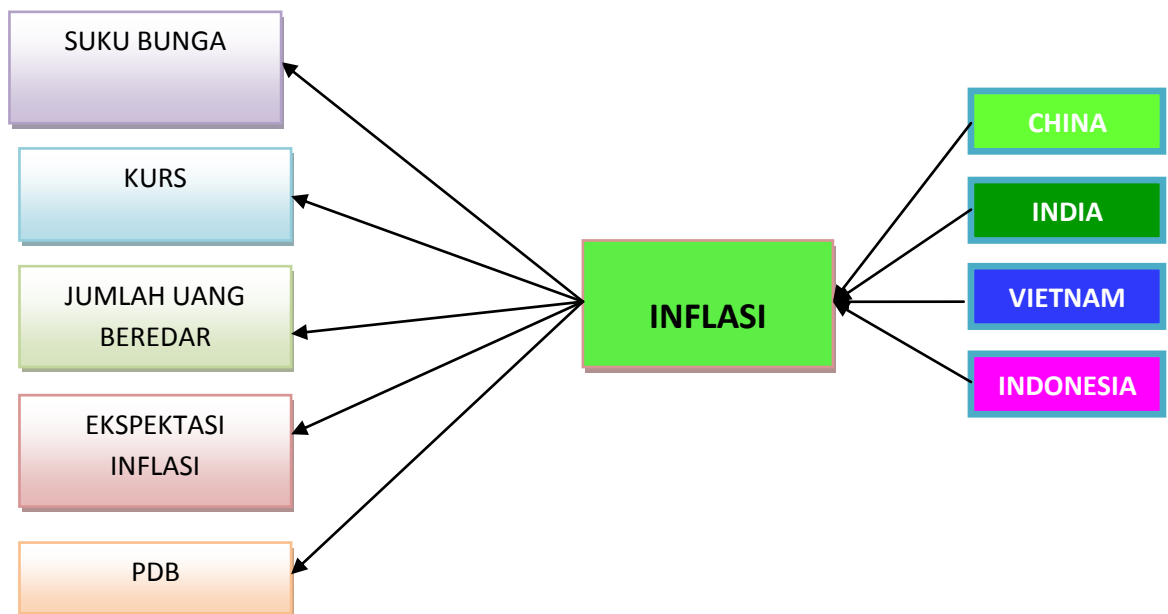 SUKU BUNGA
KURS
JUMLAH UANG
BEREDAR
EKSPEKTASI
INFLASI
PDB
INFLASI
CHINA
INDIA
VIETNAM
INDONESIA